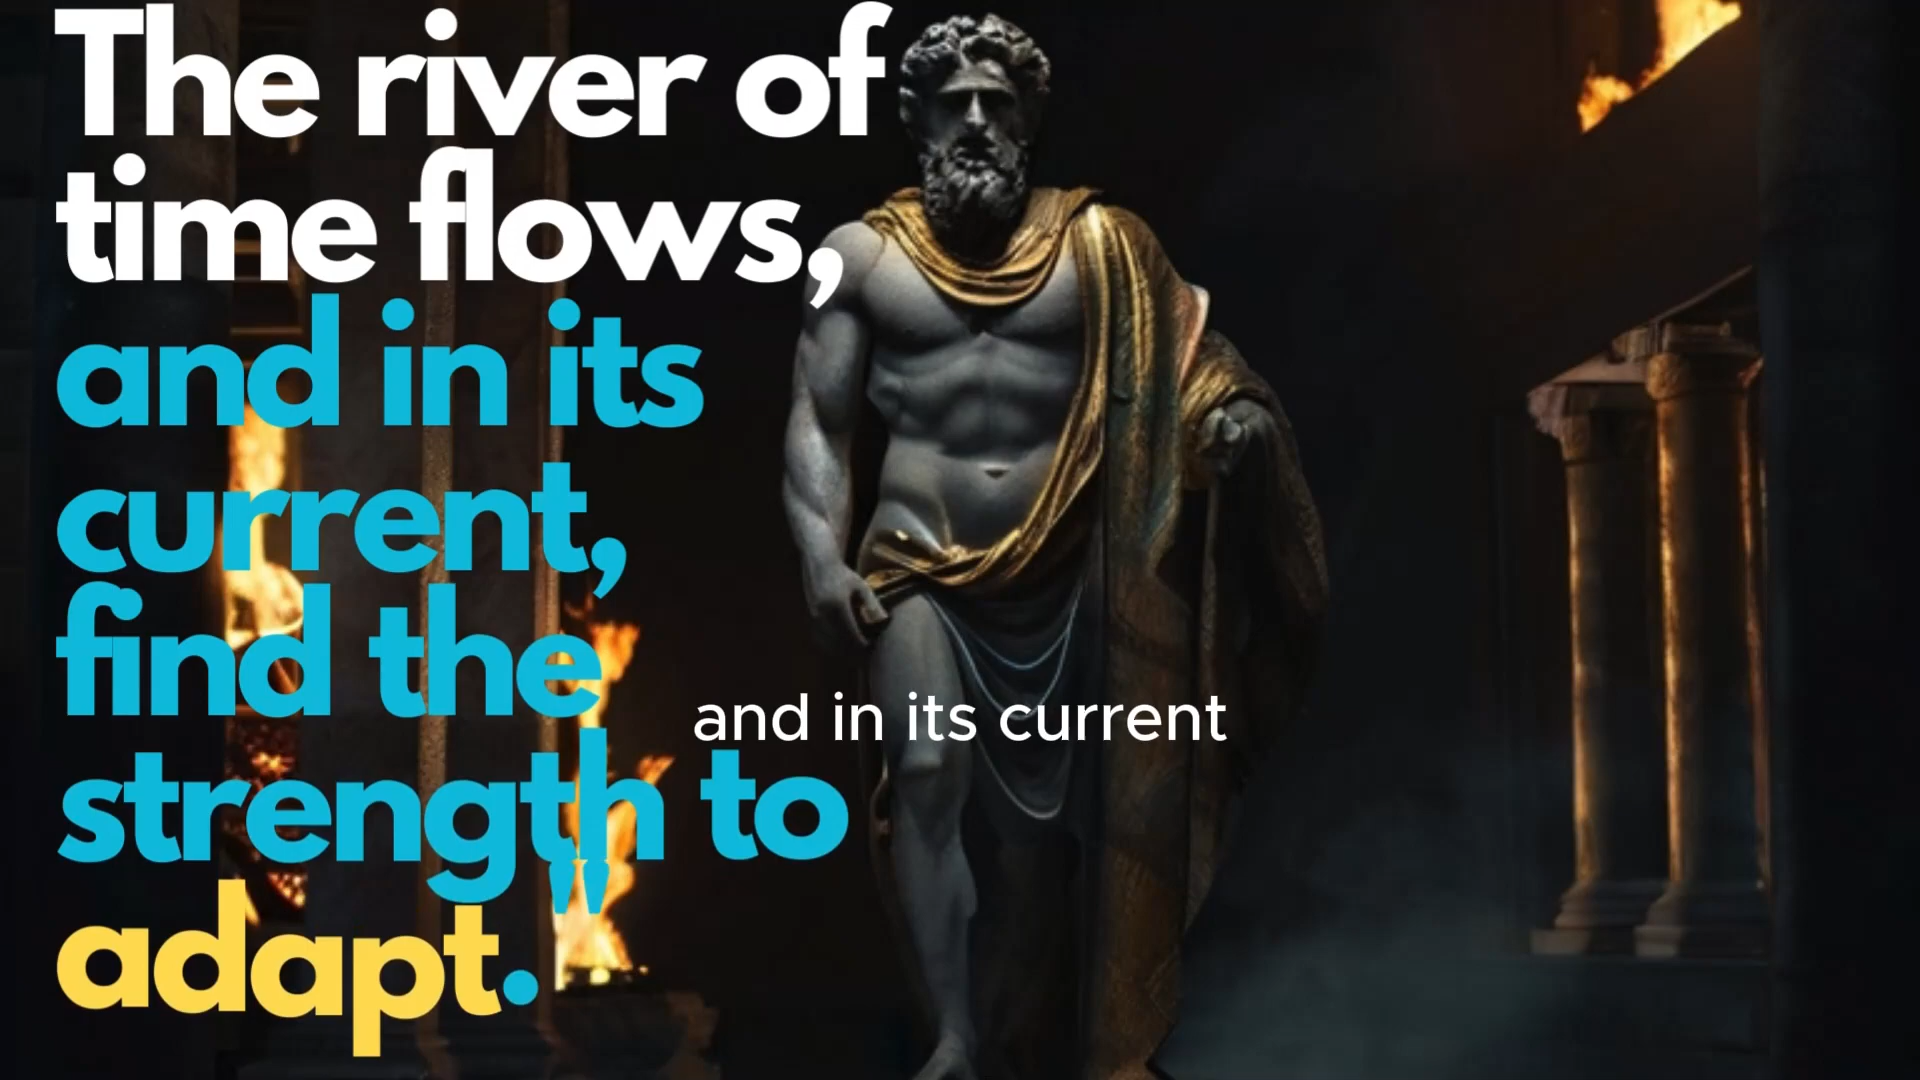 The river of
time flows,
and in its
current,
find the
strength to
adapt."
and in its current